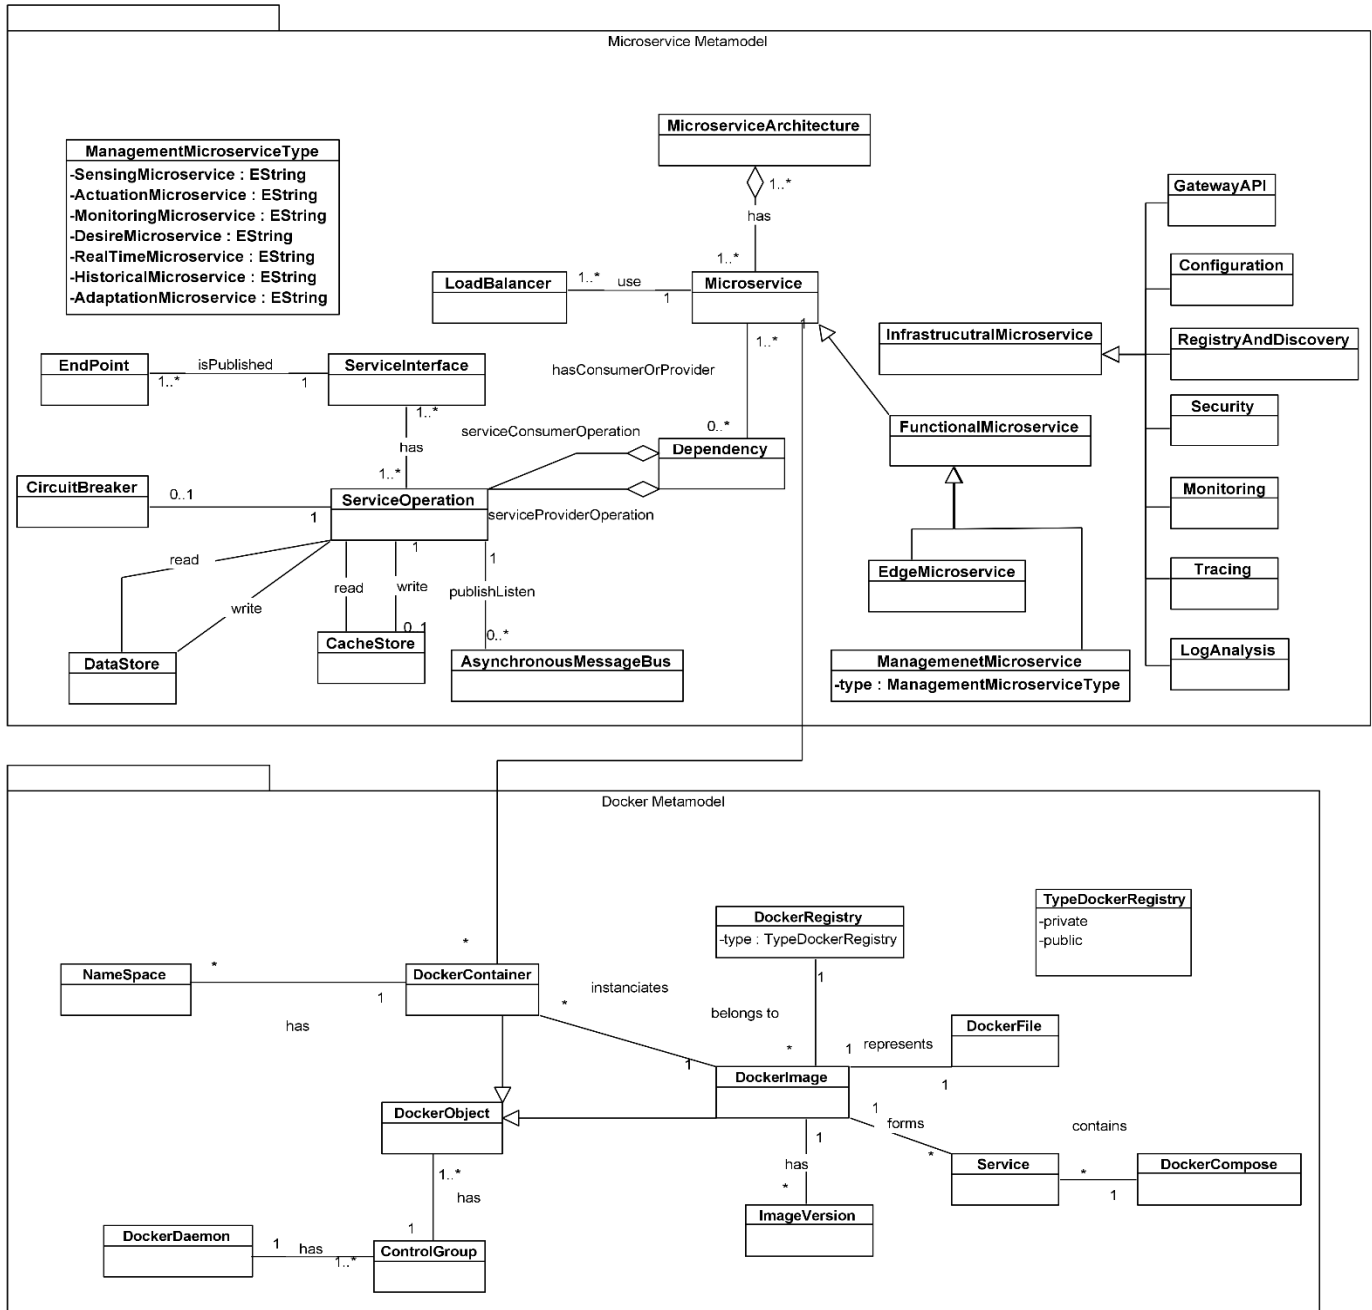 Microservice Metamodel
MicroserviceArchitecture
1..*
has
1..*
ManagementMicroserviceType
-SensingMicroservice : EString
-ActuationMicroservice : EString
-MonitoringMicroservice : EString
-DesireMicroservice : EString
-RealTimeMicroservice : EString
-HistoricalMicroservice : EString
-AdaptationMicroservice : EString
GatewayAPI
Configuration
RegistryAndDiscovery
Security
Monitoring
Tracing
LogAnalysis
LoadBalancer
1..*
use
1
Microservice
1
1..*
InfrastrucutralMicroservice
EndPoint
1..*
isPublished
1
ServiceInterface
1..*
has
1..*
hasConsumerOrProvider
0..*
serviceConsumerOperation
Dependency
FunctionalMicroservice
CircuitBreaker
0..1
1
ServiceOperation
serviceProviderOperation
read
write
read
1
write
0..1
1
publishListen
0..*
EdgeMicroservice
DataStore
CacheStore
AsynchronousMessageBus
ManagemenetMicroservice
-type : ManagementMicroserviceType
Docker Metamodel
DockerRegistry
-type : TypeDockerRegistry
TypeDockerRegistry
-private
-public
NameSpace
*
1
has
*
DockerContainer
*
instanciates
1
1
belongs to
*
DockerImage
1
represents
1
DockerFile
DockerObject
1
forms
*
Service
contains
*
1
DockerCompose
1
has
*
ImageVersion
1..*
has
1
DockerDaemon
1
has
1..*
ControlGroup